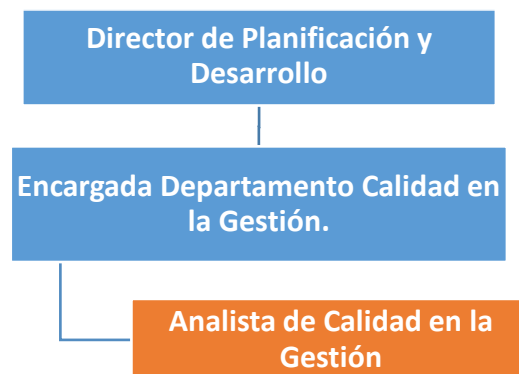 Director de Planificación y
Desarrollo
Encargada Departamento Calidad en
la Gestión.
Analista de Calidad en la
Gestión